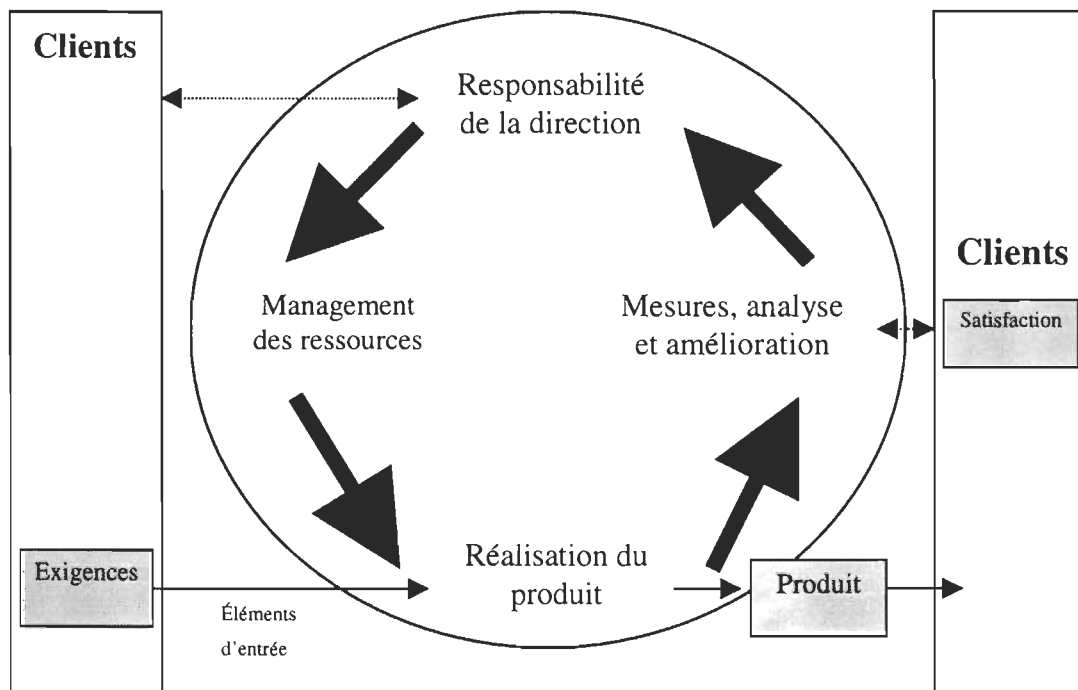 Clients
Responsabilité
de la direction
Clients
Satisfaction
Management
des ressources
Mesures, analyse
et amélioration
Exigences
Éléments
d'entrée
Réalisation du
produit
Produit